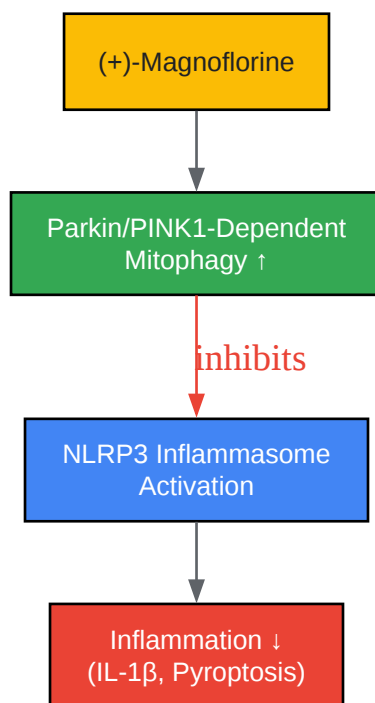 (+)-Magnoflorine
Parkin/PINK1-Dependent
Mitophagy ↑
inhibits
NLRP3 Inflammasome
Activation
Inflammation ↓
(IL-1β, Pyroptosis)